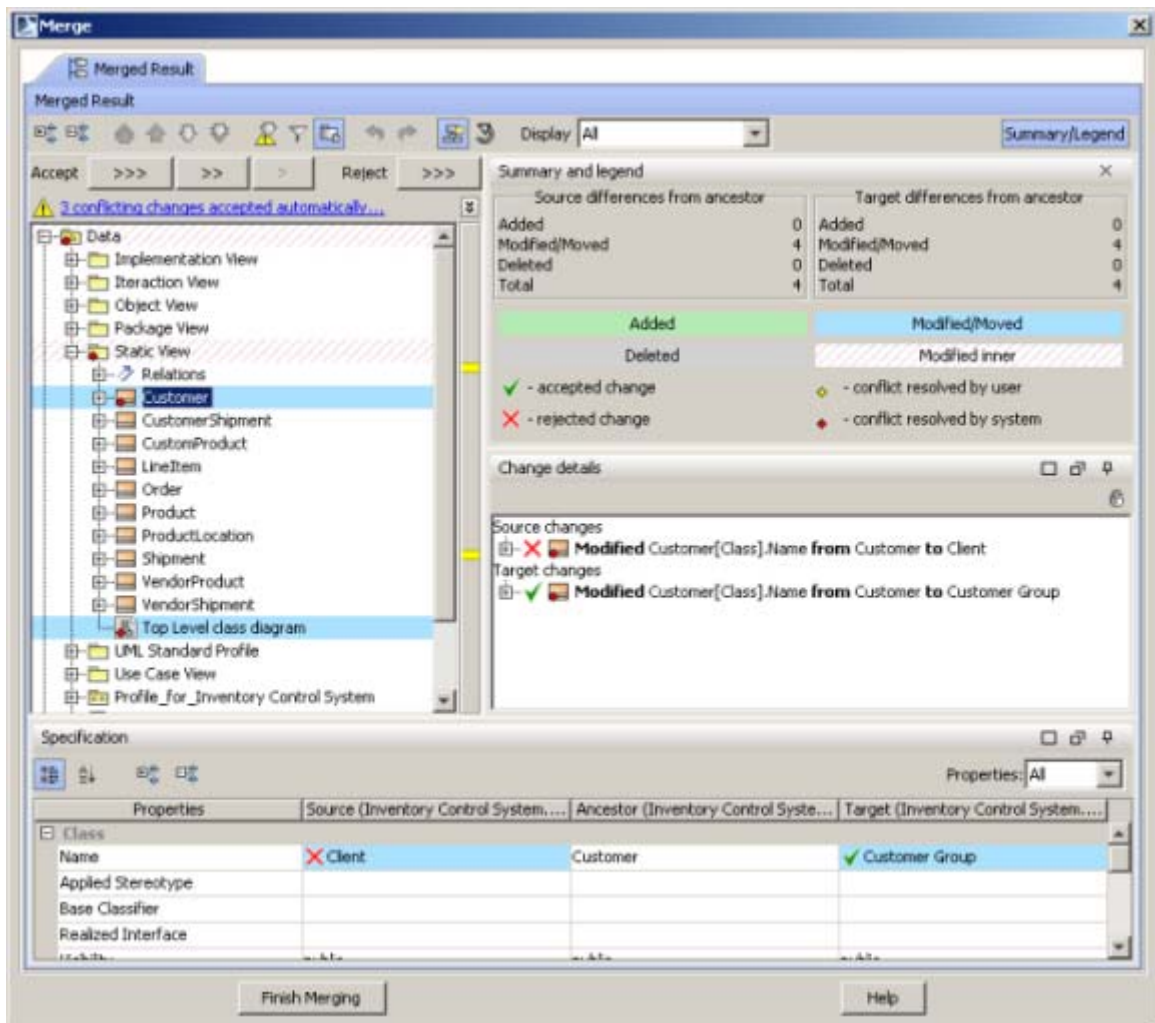 Merge
Merged Result
Merged Result
Display All Summary/Legend
Accept >>> >> > Reject >>>
3 conflicting changes accepted automatically...
Data
Implementation View
Iteraction View
Object View
Package View
Static View
Relations
Customer
CustomerShipment
CustomProduct
LineItem
Order
Product
ProductLocation
Shipment
VendorProduct
VendorShipment
Top Level class diagram
UML Standard Profile
Use Case View
Profile_for_Inventory Control System
Summary and legend
Source differences from ancestor
Added 0
Modified/Moved 4
Deleted 0
Total 4
Target differences from ancestor
Added 0
Modified/Moved 4
Deleted 0
Total 4
Added Modified/Moved
Deleted Modified inner
- accepted change - conflict resolved by user
- rejected change - conflict resolved by system
Change details
Source changes
Modified Customer[Class].Name from Customer to Client
Target changes
Modified Customer[Class].Name from Customer to Customer Group
Specification
Properties: All
Properties Source (Inventory Control System.... Ancestor (Inventory Control Syste... Target (Inventory Control System....
Class
Name Client Customer Customer Group
Applied Stereotype
Base Classifier
Realized Interface
Finish Merging Help